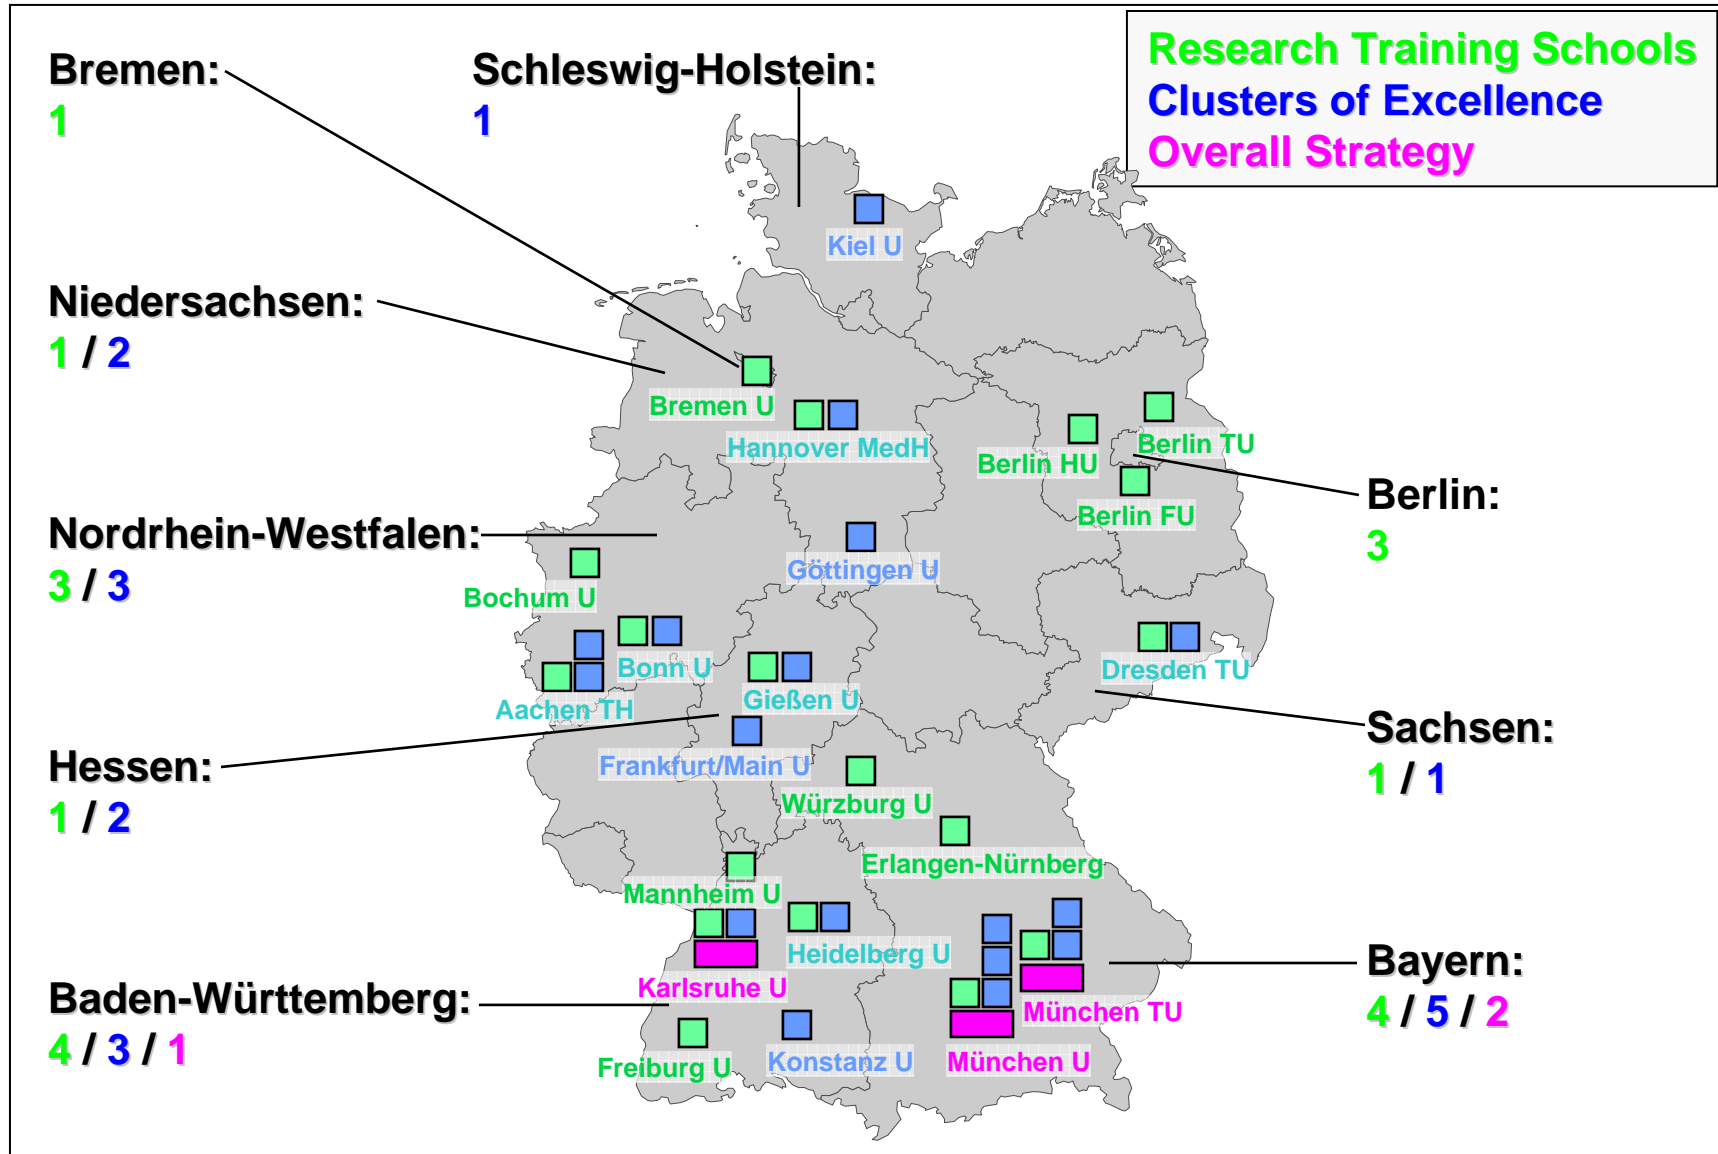 Research Training Schools
Clusters of Excellence
Overall Strategy
Bremen:
1
Schleswig-Holstein:
1
Niedersachsen:
1 / 2
Nordrhein-Westfalen:
3 / 3
Hessen:
1 / 2
Baden-Württemberg:
4 / 3 / 1
Berlin:
3
Sachsen:
1 / 1
Bayern:
4 / 5 / 2
Kiel U
Bremen U
Hannover MedH
Berlin TU
Berlin HU
Berlin FU
Göttingen U
Bochum U
Bonn U
Aachen TH
Gießen U
Dresden TU
Frankfurt/Main U
Würzburg U
Erlangen-Nürnberg
Mannheim U
Heidelberg U
Karlsruhe U
München TU
Freiburg U
Konstanz U
München U